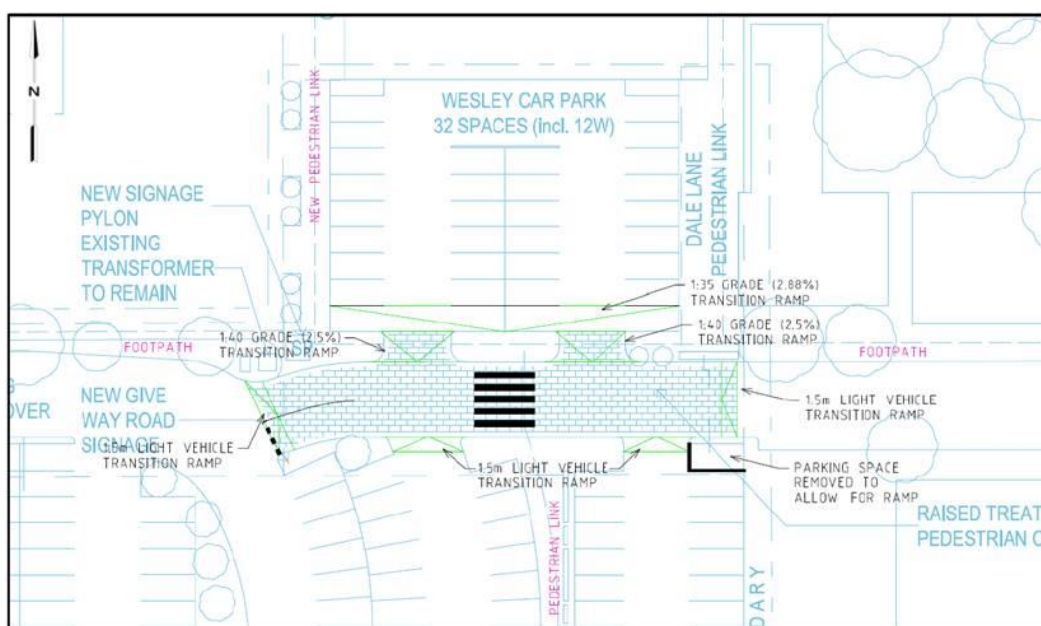 N
WESLEY CAR PARK
32 SPACES (incl. 12W)
NEW PEDESTRIAN LINK
DALE LANE
PEDESTRIAN LINK
NEW SIGNAGE
PYLON
EXISTING
TRANSFORMER
TO REMAIN
1:35 GRADE (2.88%)
TRANSITION RAMP
1:40 GRADE (2.5%)
TRANSITION RAMP
1:40 GRADE (2.5%)
TRANSITION RAMP
FOOTPATH
FOOTPATH
OVER
NEW GIVE
WAY ROAD
SIGNAGE
1.5m LIGHT VEHICLE
TRANSITION RAMP
1.5m LIGHT VEHICLE
TRANSITION RAMP
1.5m LIGHT VEHICLE
TRANSITION RAMP
PARKING SPACE
REMOVED TO
ALLOW FOR RAMP
PEDESTRIAN LINK
RAISED TREAT
PEDESTRIAN C
DARY